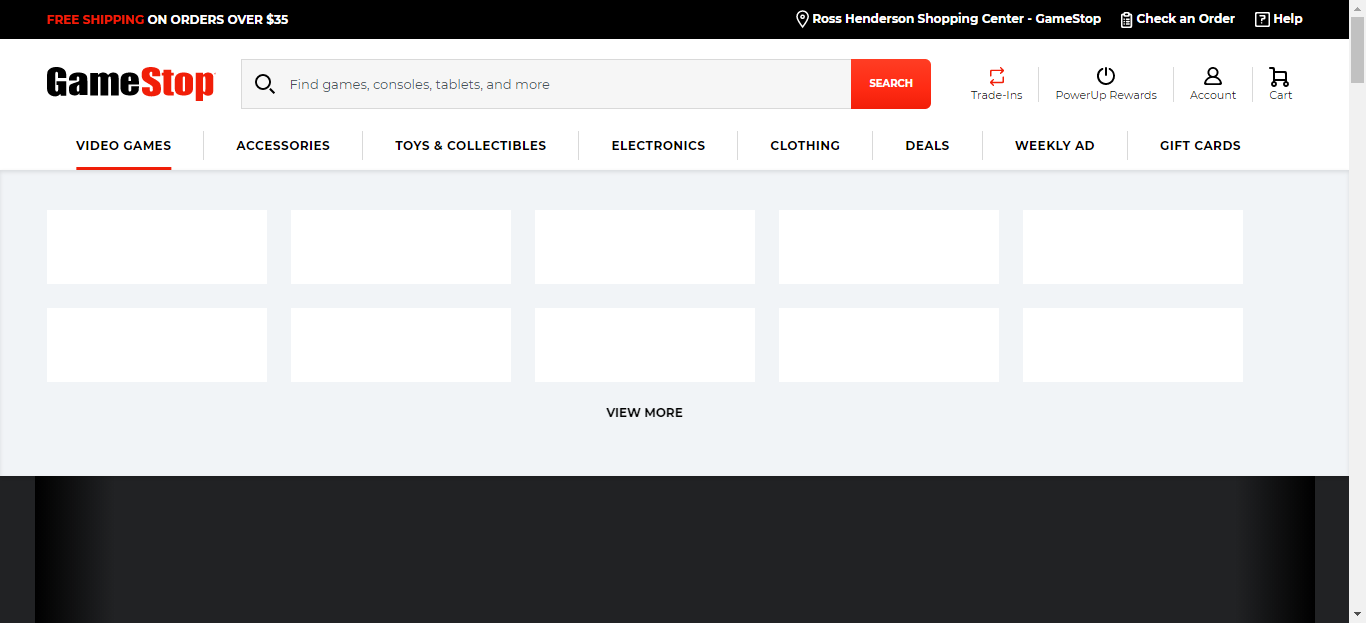 FREE SHIPPING ON ORDERS OVER $35
Ross Henderson Shopping Center - GameStop
Check an Order
Help
GameStop
Find games, consoles, tablets, and more
SEARCH
Trade-Ins
PowerUp Rewards
Account
Cart
VIDEO GAMES
ACCESSORIES
TOYS & COLLECTIBLES
ELECTRONICS
CLOTHING
DEALS
WEEKLY AD
GIFT CARDS
VIEW MORE